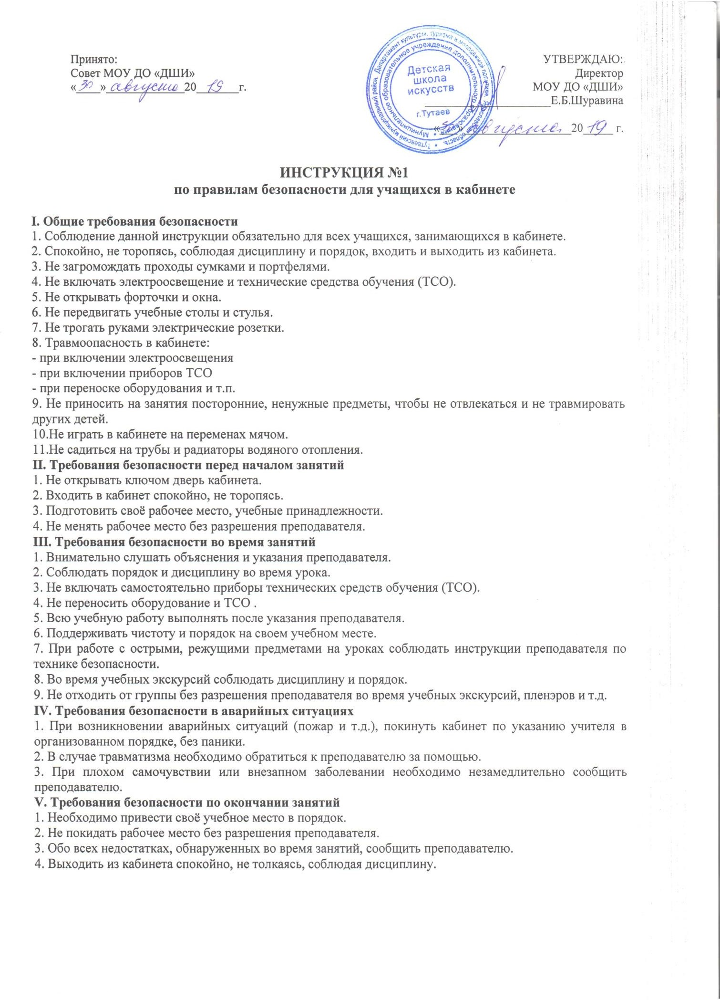 Принято:
Совет МОУ ДО «ДШИ»
«30» августа 2019 г.
УТВЕРЖДАЮ:
Директор
МОУ ДО «ДШИ»
Е.Б.Шуравина
«30» августа 2019 г.
Ярославская область. • Тутаевский муниципальный район. Департамент культуры, туризма и молодежной политики.
Муниципальное образовательное учреждение дополнительного образования •
Детская
школа
искусств
г.Тутаев
ИНСТРУКЦИЯ №1
по правилам безопасности для учащихся в кабинете
I. Общие требования безопасности
1. Соблюдение данной инструкции обязательно для всех учащихся, занимающихся в кабинете.
2. Спокойно, не торопясь, соблюдая дисциплину и порядок, входить и выходить из кабинета.
3. Не загромождать проходы сумками и портфелями.
4. Не включать электроосвещение и технические средства обучения (ТСО).
5. Не открывать форточки и окна.
6. Не передвигать учебные столы и стулья.
7. Не трогать руками электрические розетки.
8. Травмоопасность в кабинете:
- при включении электроосвещения
- при включении приборов ТСО
- при переноске оборудования и т.п.
9. Не приносить на занятия посторонние, ненужные предметы, чтобы не отвлекаться и не травмировать
других детей.
10.Не играть в кабинете на переменах мячом.
11.Не садиться на трубы и радиаторы водяного отопления.
II. Требования безопасности перед началом занятий
1. Не открывать ключом дверь кабинета.
2. Входить в кабинет спокойно, не торопясь.
3. Подготовить своё рабочее место, учебные принадлежности.
4. Не менять рабочее место без разрешения преподавателя.
III. Требования безопасности во время занятий
1. Внимательно слушать объяснения и указания преподавателя.
2. Соблюдать порядок и дисциплину во время урока.
3. Не включать самостоятельно приборы технических средств обучения (ТСО).
4. Не переносить оборудование и ТСО .
5. Всю учебную работу выполнять после указания преподавателя.
6. Поддерживать чистоту и порядок на своем учебном месте.
7. При работе с острыми, режущими предметами на уроках соблюдать инструкции преподавателя по
технике безопасности.
8. Во время учебных экскурсий соблюдать дисциплину и порядок.
9. Не отходить от группы без разрешения преподавателя во время учебных экскурсий, пленэров и т.д.
IV. Требования безопасности в аварийных ситуациях
1. При возникновении аварийных ситуаций (пожар и т.д.), покинуть кабинет по указанию учителя в
организованном порядке, без паники.
2. В случае травматизма необходимо обратиться к преподавателю за помощью.
3. При плохом самочувствии или внезапном заболевании необходимо незамедлительно сообщить
преподавателю.
V. Требования безопасности по окончании занятий
1. Необходимо привести своё учебное место в порядок.
2. Не покидать рабочее место без разрешения преподавателя.
3. Обо всех недостатках, обнаруженных во время занятий, сообщить преподавателю.
4. Выходить из кабинета спокойно, не толкаясь, соблюдая дисциплину.